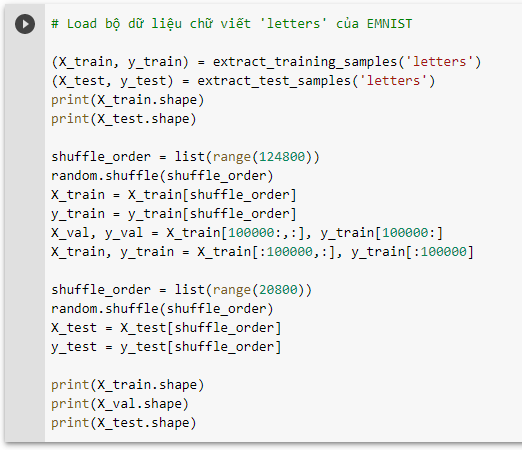 # Load bộ dữ liệu chữ viết 'letters' của EMNIST
(X_train, y_train) = extract_training_samples('letters')
(X_test, y_test) = extract_test_samples('letters')
print(X_train.shape)
print(X_test.shape)
shuffle_order = list(range(124800))
random.shuffle(shuffle_order)
X_train = X_train[shuffle_order]
y_train = y_train[shuffle_order]
X_val, y_val = X_train[100000:,:], y_train[100000:]
X_train, y_train = X_train[:100000,:], y_train[:100000]
shuffle_order = list(range(20800))
random.shuffle(shuffle_order)
X_test = X_test[shuffle_order]
y_test = y_test[shuffle_order]
print(X_train.shape)
print(X_val.shape)
print(X_test.shape)